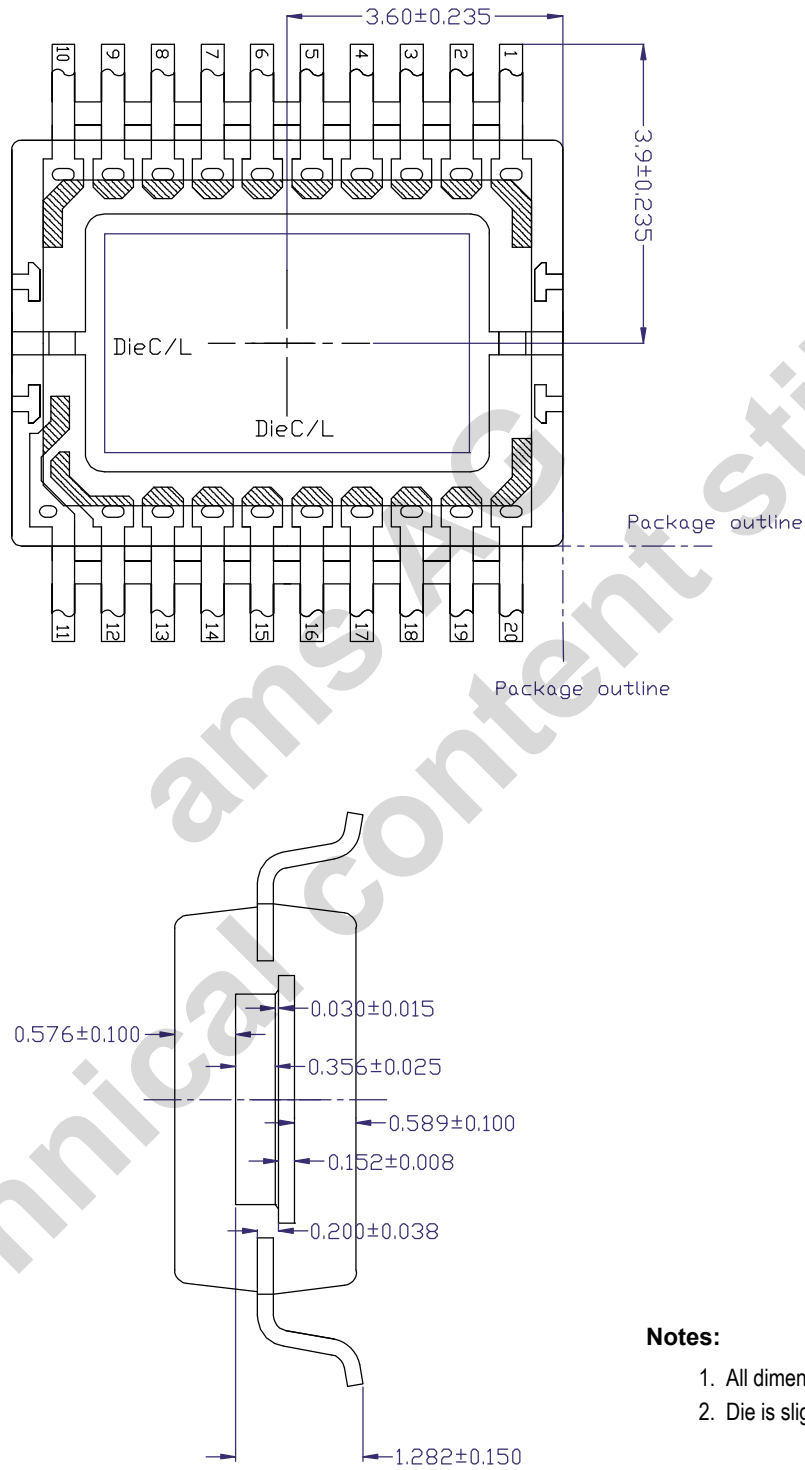 3.60±0.235
10 9 8 7 6 5 4 3 2 1
3.9±0.235
DieC/L
DieC/L
Package outline
11 12 13 14 15 16 17 18 19 20
Package outline
ams AG
content
0.030±0.015
0.576±0.100
0.356±0.025
0.589±0.100
0.152±0.008
0.200±0.038
Notes:
1. All dimen
2. Die is slig
1.282±0.150